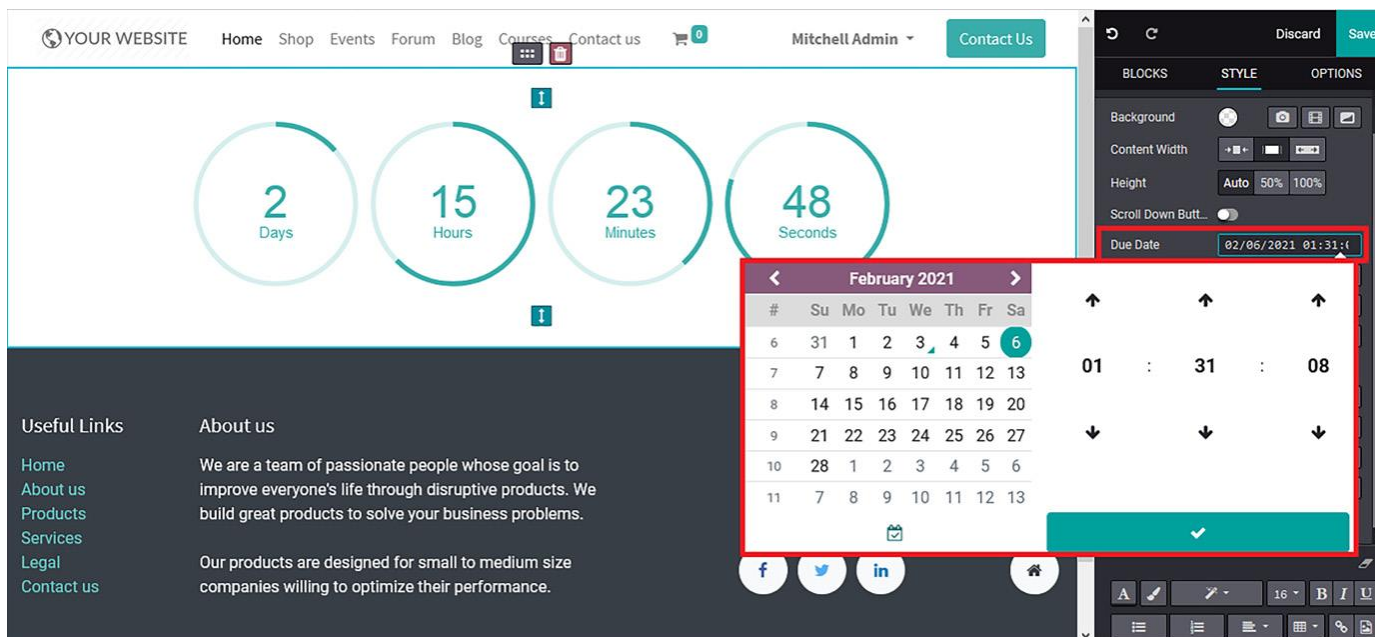 YOUR WEBSITE Home Shop Events Forum Blog Courses Contact us 0 Mitchell Admin Contact Us
Discard Save
BLOCKS STYLE OPTIONS
Background
Content Width
Height Auto 50% 100%
Scroll Down Butt...
Due Date 02/06/2021 01:31:0
2
Days
15
Hours
23
Minutes
48
Seconds
February 2021
# Su Mo Tu We Th Fr Sa
6 31 1 2 3 4 5 6
7 7 8 9 10 11 12 13
8 14 15 16 17 18 19 20
9 21 22 23 24 25 26 27
10 28 1 2 3 4 5 6
11 7 8 9 10 11 12 13
01 : 31 : 08
Useful Links
Home
About us
Products
Services
Legal
Contact us
About us
We are a team of passionate people whose goal is to
improve everyone's life through disruptive products. We
build great products to solve your business problems.
Our products are designed for small to medium size
companies willing to optimize their performance.
f in
A 16 B I U